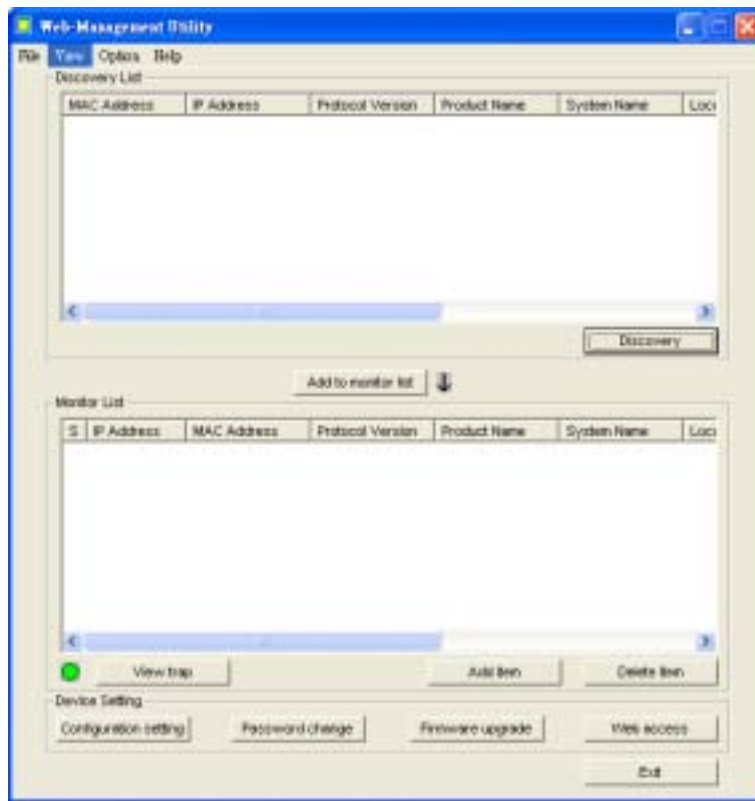 Web-Management Utility
File View Option Help
Discovery List
MAC Address IP Address Protocol Version Product Name System Name Loca
Discovery
Add to monitor list
Monitor List
S IP Address MAC Address Protocol Version Product Name System Name Loca
View trap Add item Delete item
Device Setting
Configuration setting Password change Firmware upgrade Web access
Exit